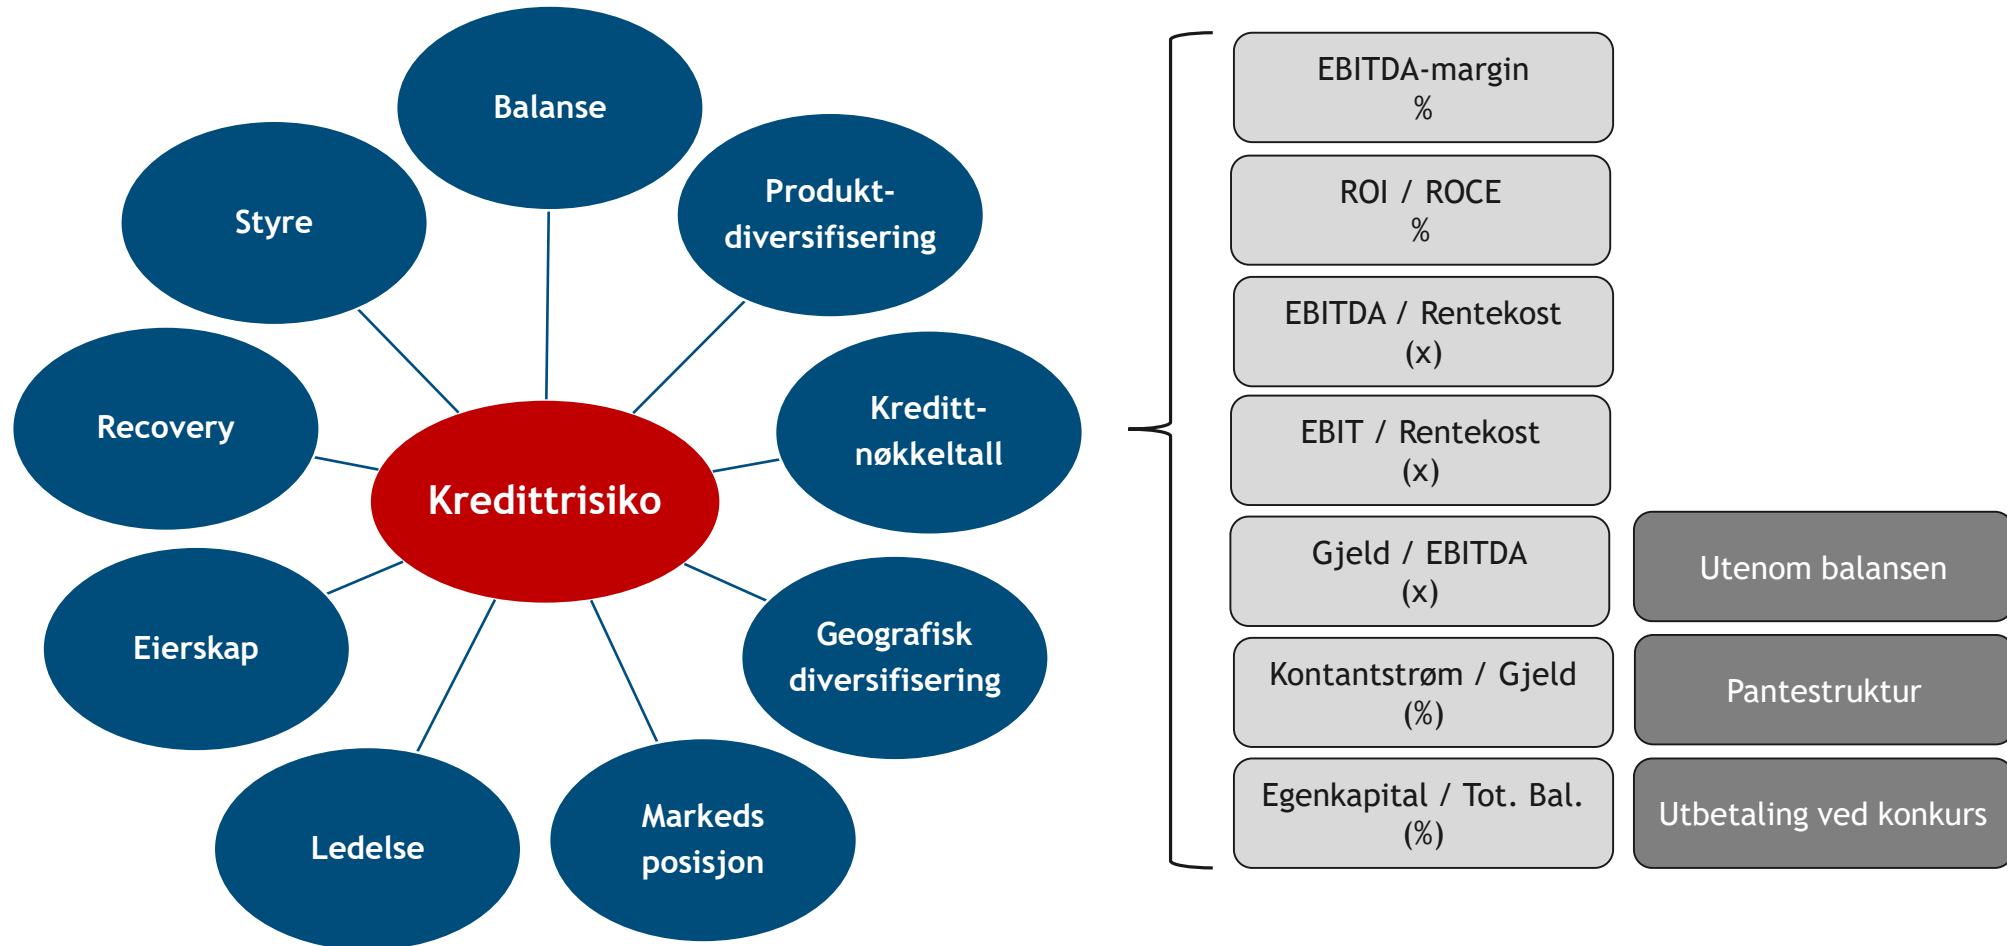 Balanse
Produkt-
diversifisering
Styre
Kreditt-
nøkkeltall
Recovery
Kredittrisiko
Geografisk
diversifisering
Eierskap
Markeds
posisjon
Ledelse
EBITDA-margin
%
ROI / ROCE
%
EBITDA / Rentekost
(x)
EBIT / Rentekost
(x)
Gjeld / EBITDA
(x)
Utenom balansen
Kontantstrøm / Gjeld
(%)
Pantestruktur
Egenkapital / Tot. Bal.
(%)
Utbetaling ved konkurs